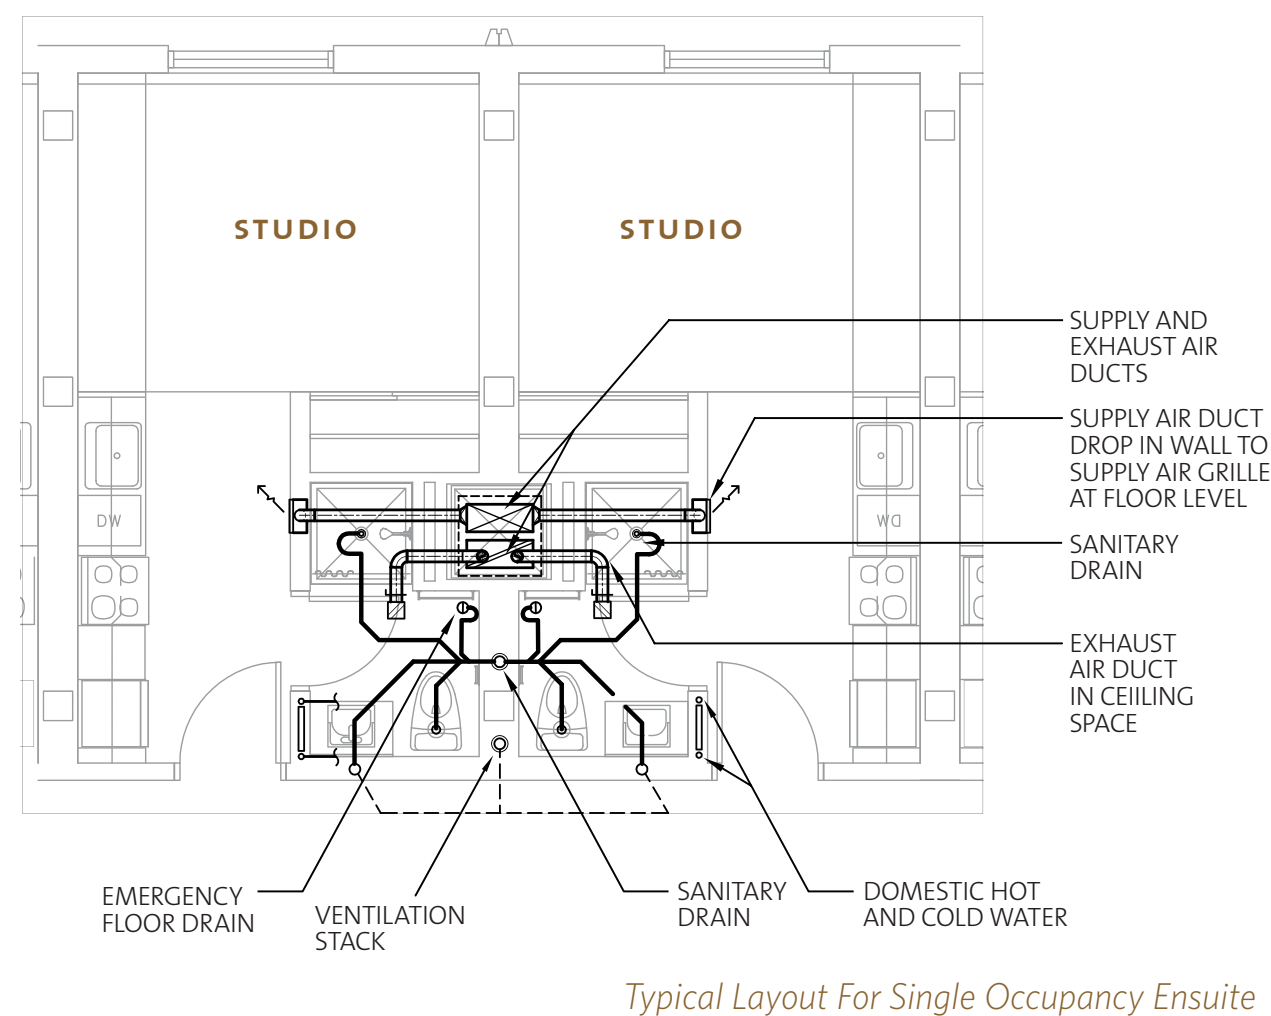 STUDIO
STUDIO
SUPPLY AND
EXHAUST AIR
DUCTS
SUPPLY AIR DUCT
DROP IN WALL TO
SUPPLY AIR GRILLE
AT FLOOR LEVEL
DW
DW
SANITARY
DRAIN
EXHAUST
AIR DUCT
IN CEIILING
SPACE
EMERGENCY
FLOOR DRAIN
VENTILATION
STACK
SANITARY
DRAIN
DOMESTIC HOT
AND COLD WATER
Typical Layout For Single Occupancy Ensuite